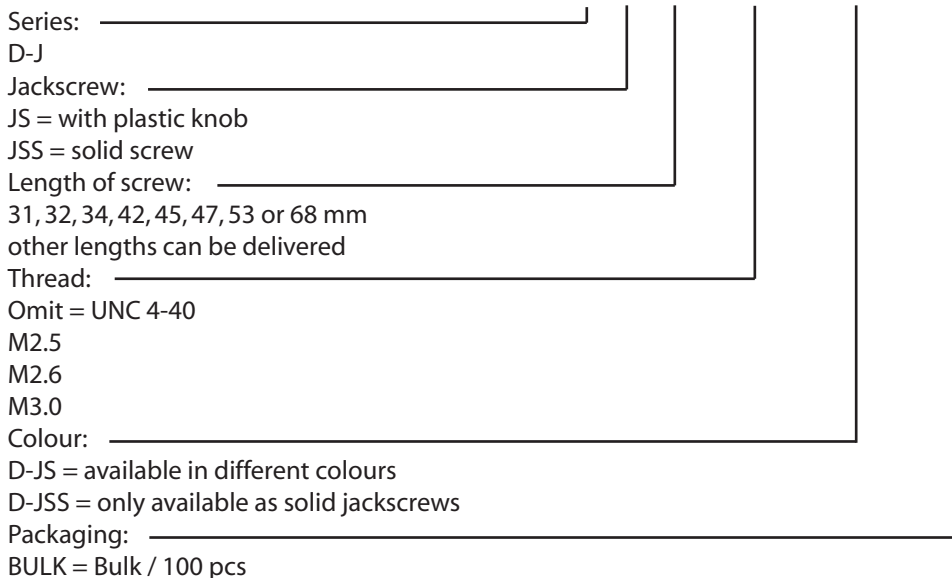 Series:
D-J
Jackscrew:
JS = with plastic knob
JSS = solid screw
Length of screw:
31, 32, 34, 42, 45, 47, 53 or 68 mm
other lengths can be delivered
Thread:
Omit = UNC 4-40
M2.5
M2.6
M3.0
Colour:
D-JS = available in different colours
D-JSS = only available as solid jackscrews
Packaging:
BULK = Bulk / 100 pcs